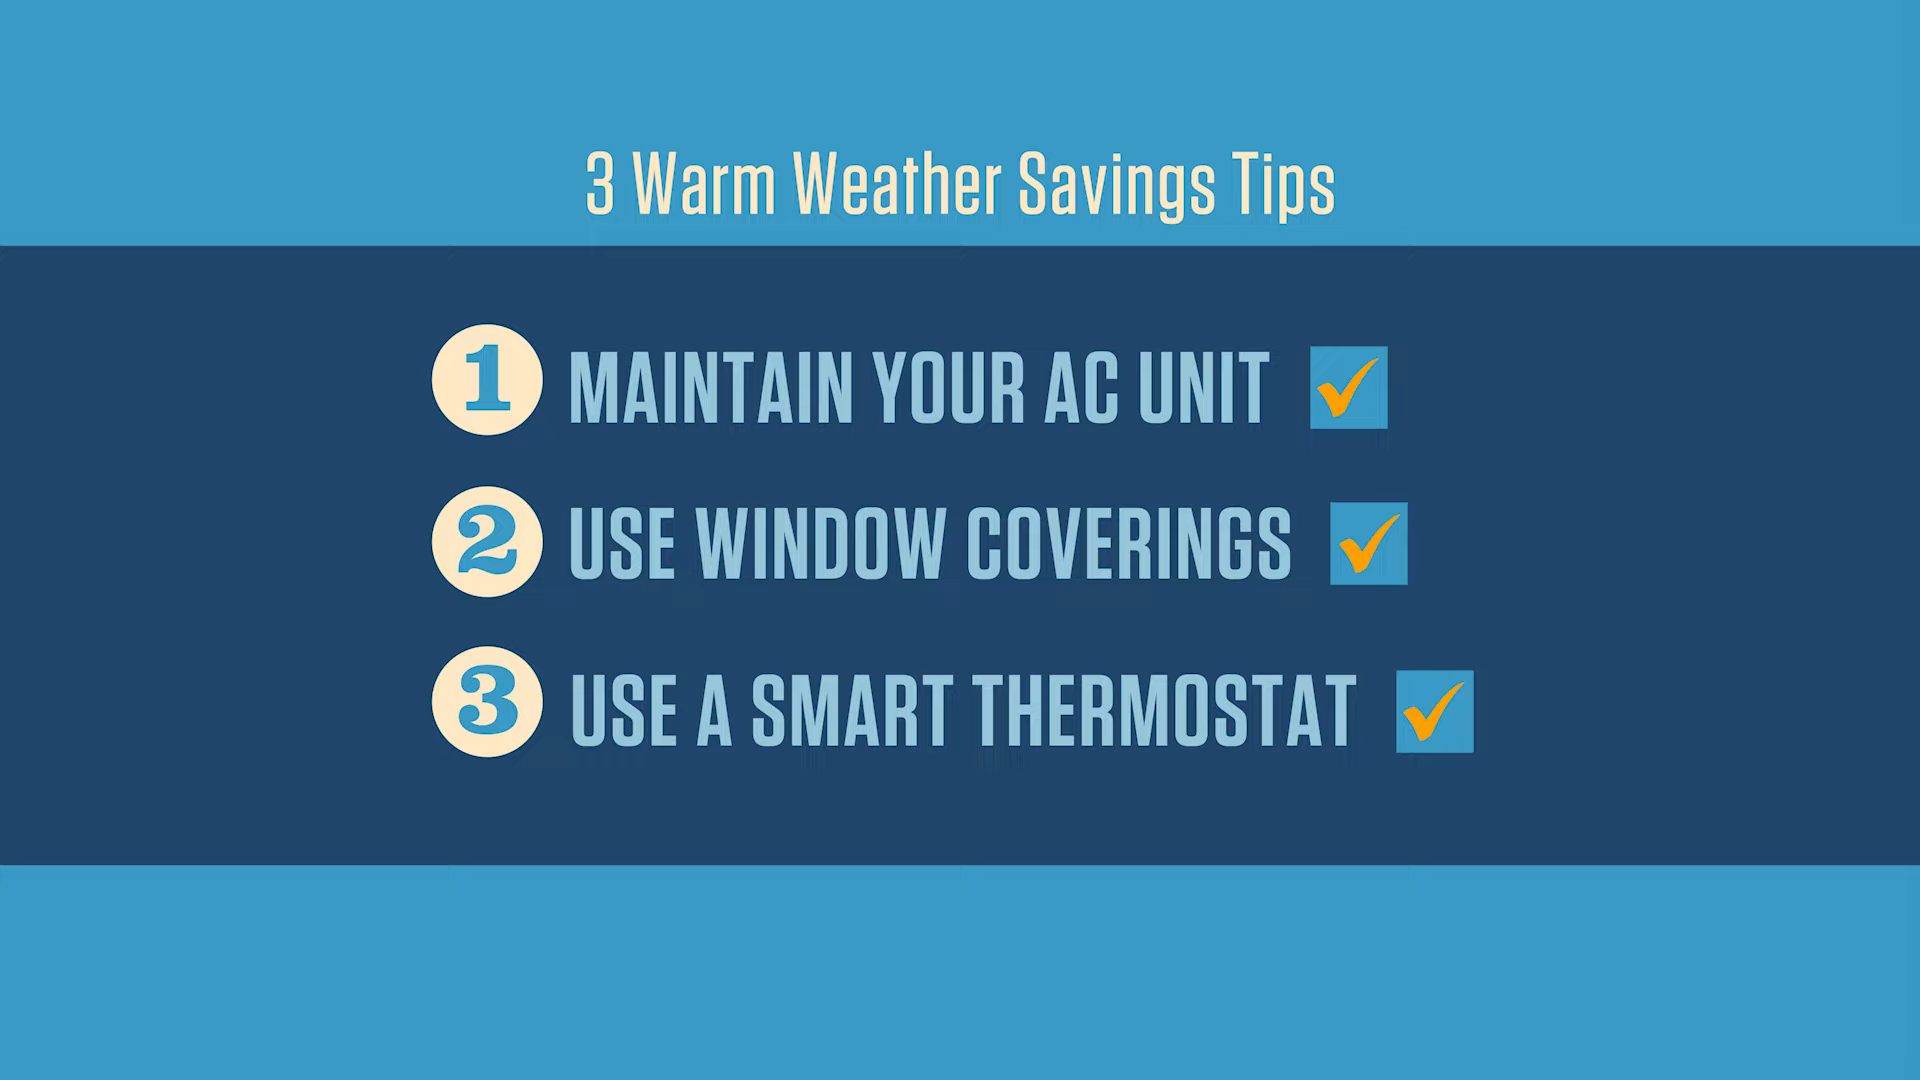 3 Warm Weather Savings Tips
1 MAINTAIN YOUR AC UNIT
2 USE WINDOW COVERINGS
3 USE A SMART THERMOSTAT